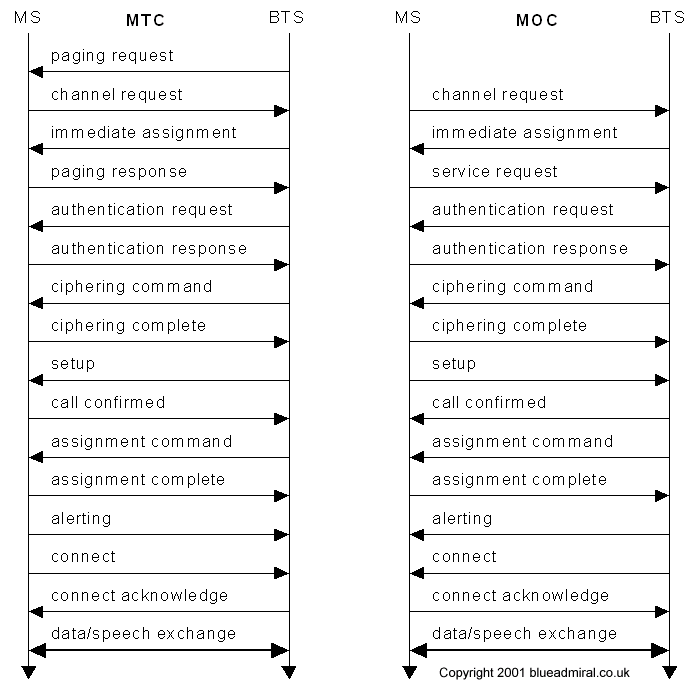 MS MTC BTS
paging request
channel request
immediate assignment
paging response
authentication request
authentication response
ciphering command
ciphering complete
setup
call confirmed
assignment command
assignment complete
alerting
connect
connect acknowledge
data/speech exchange
MS MOC BTS
channel request
immediate assignment
service request
authentication request
authentication response
ciphering command
ciphering complete
setup
call confirmed
assignment command
assignment complete
alerting
connect
connect acknowledge
data/speech exchange
Copyright 2001 blueadmiral.co.uk